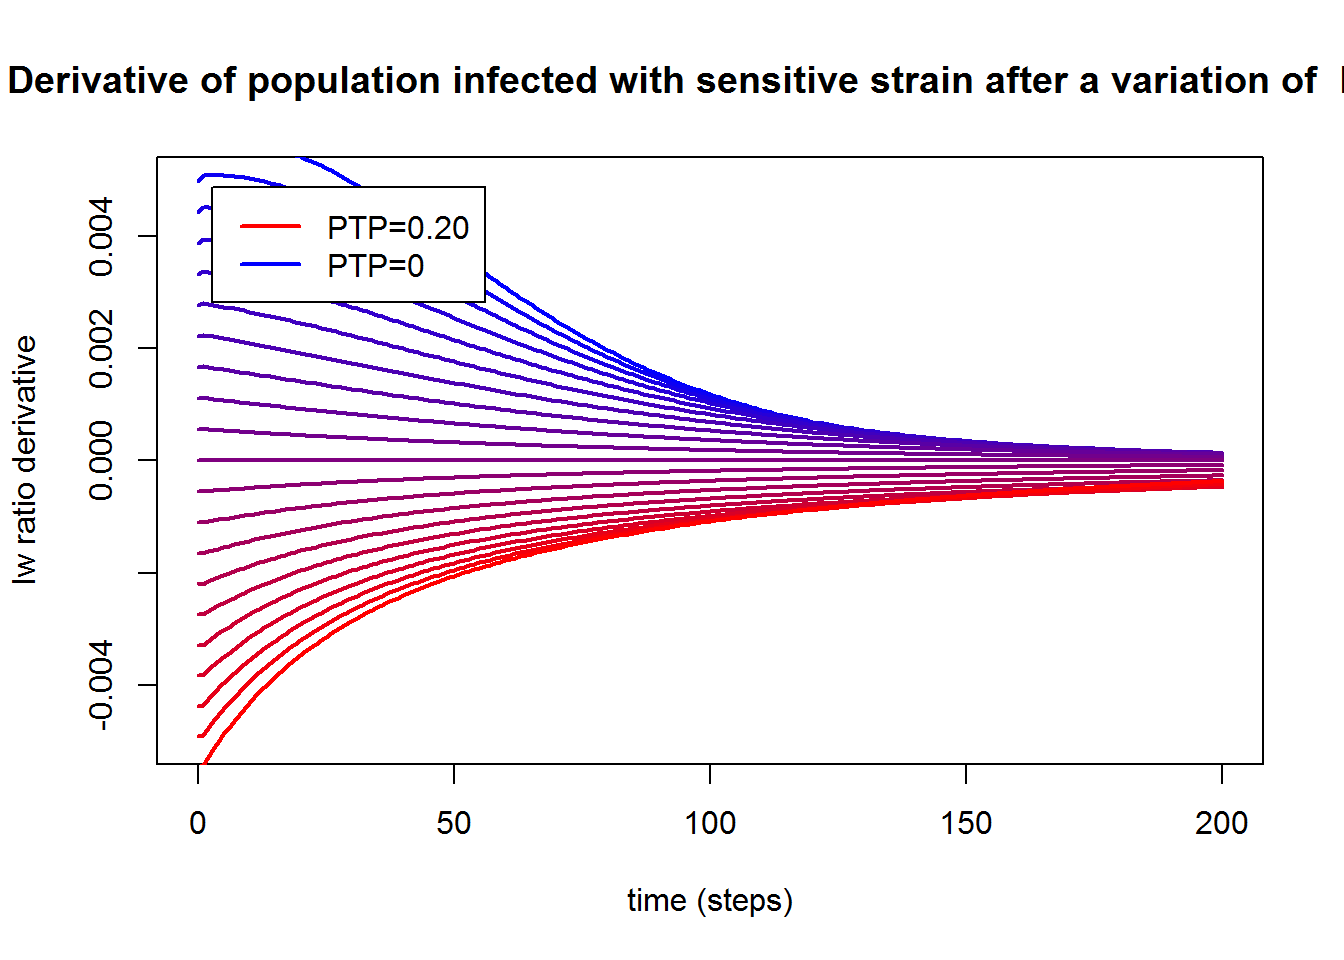 Derivative of population infected with sensitive strain after a variation of
PTP=0.20
PTP=0
0.004
0.002
0.000
-0.004
Iw ratio derivative
0
50
100
150
200
time (steps)